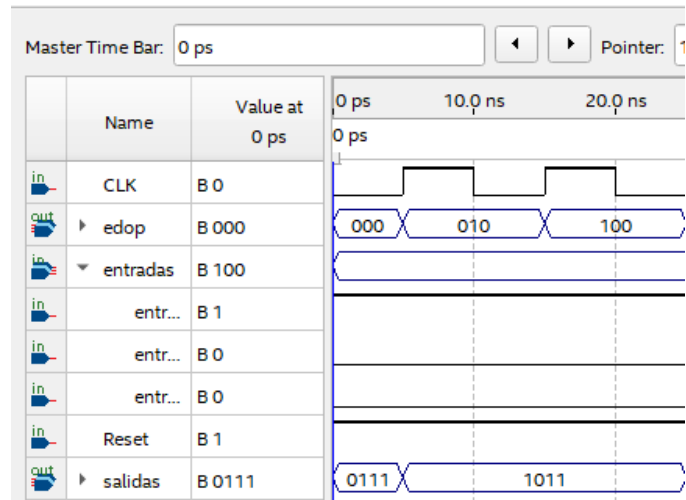 Master Time Bar: 0 ps Pointer: 1
Name Value at 0 ps 0 ps 10.0 ns 20.0 ns
0 ps
in CLK B 0
out edop B 000 000 010 100
in entradas B 100
in entr... B 1
in entr... B 0
in entr... B 0
in Reset B 1
out salidas B 0111 0111 1011